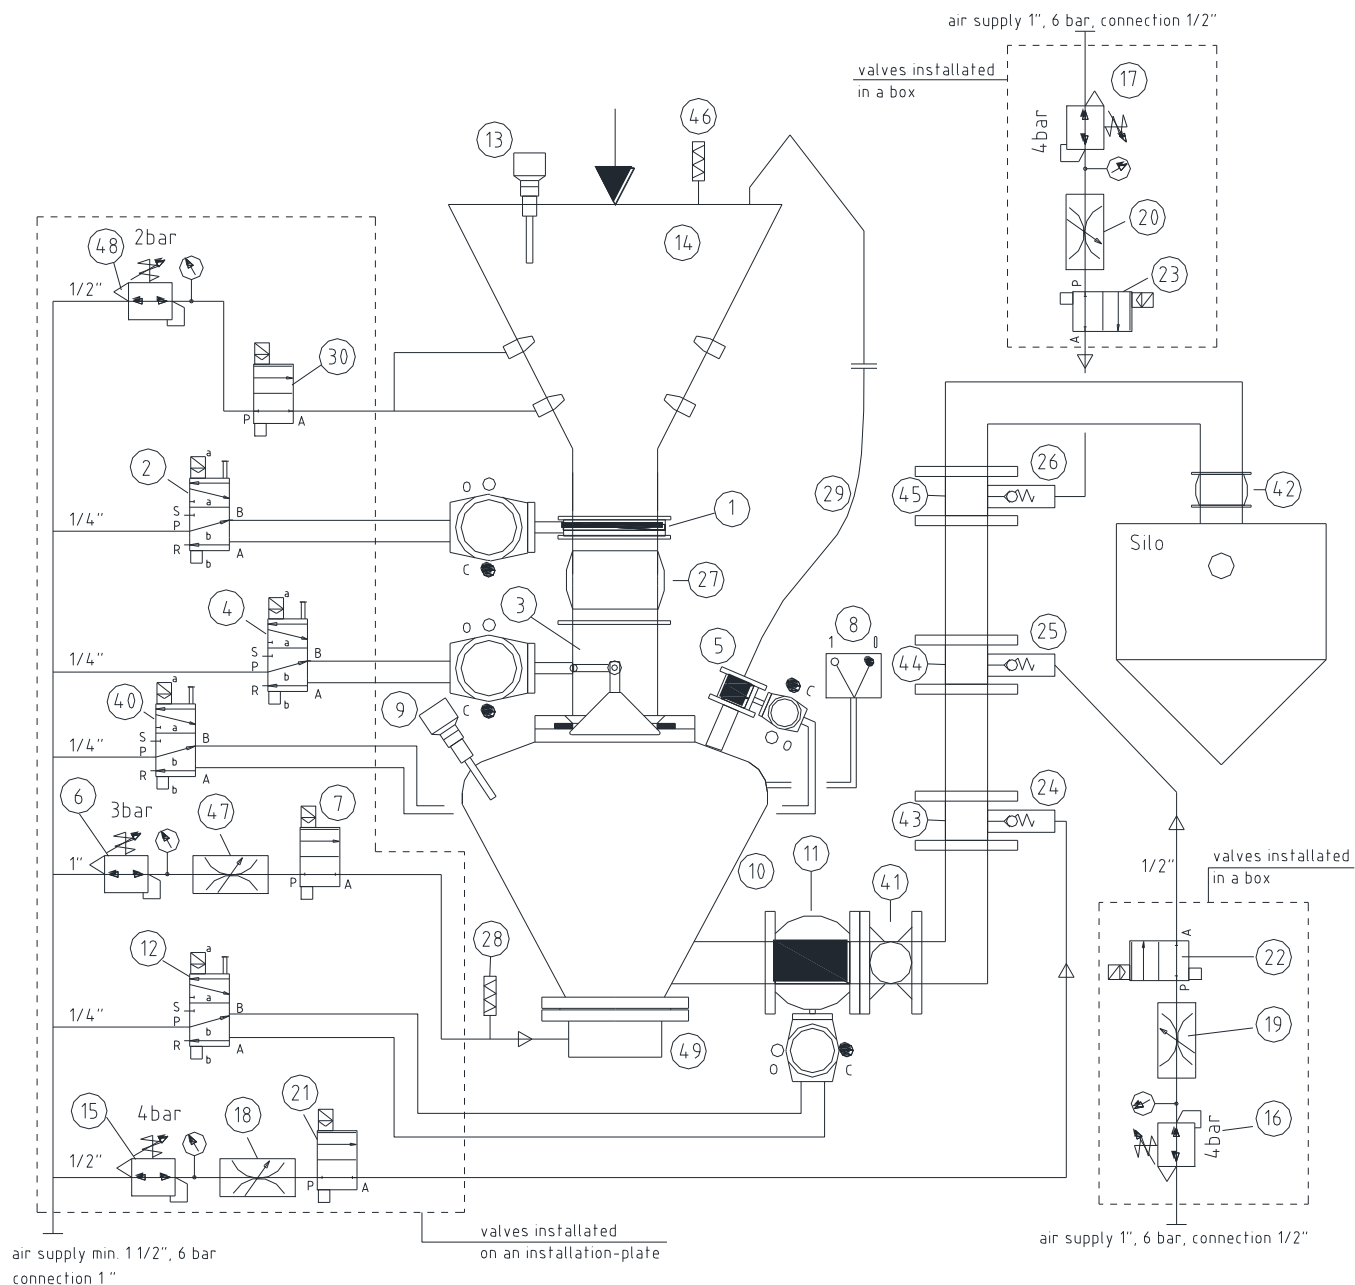 air supply 1”, 6 bar, connection 1/2”
valves installated
in a box
17
4bar
20
P
23
A
13
46
14
48
2bar
1/2”
30
P
A
2
a
1/4”
S
P
R
a
b
B
A
b
O
C
1
27
29
45
26
42
Silo
4
a
1/4”
S
P
R
a
b
B
A
b
O
C
3
5
C
O
8
1
0
44
25
40
a
1/4”
S
P
R
a
b
B
A
b
9
6
3bar
1”
47
7
P
A
43
24
10
11
41
1/2”
valves installated
in a box
A
22
P
19
16
4bar
air supply 1”, 6 bar, connection 1/2”
12
a
1/4”
S
P
R
a
b
B
A
b
28
49
O
C
15
4bar
1/2”
18
21
P
A
valves installated
on an installation-plate
air supply min. 1 1/2”, 6 bar
connection 1 ”